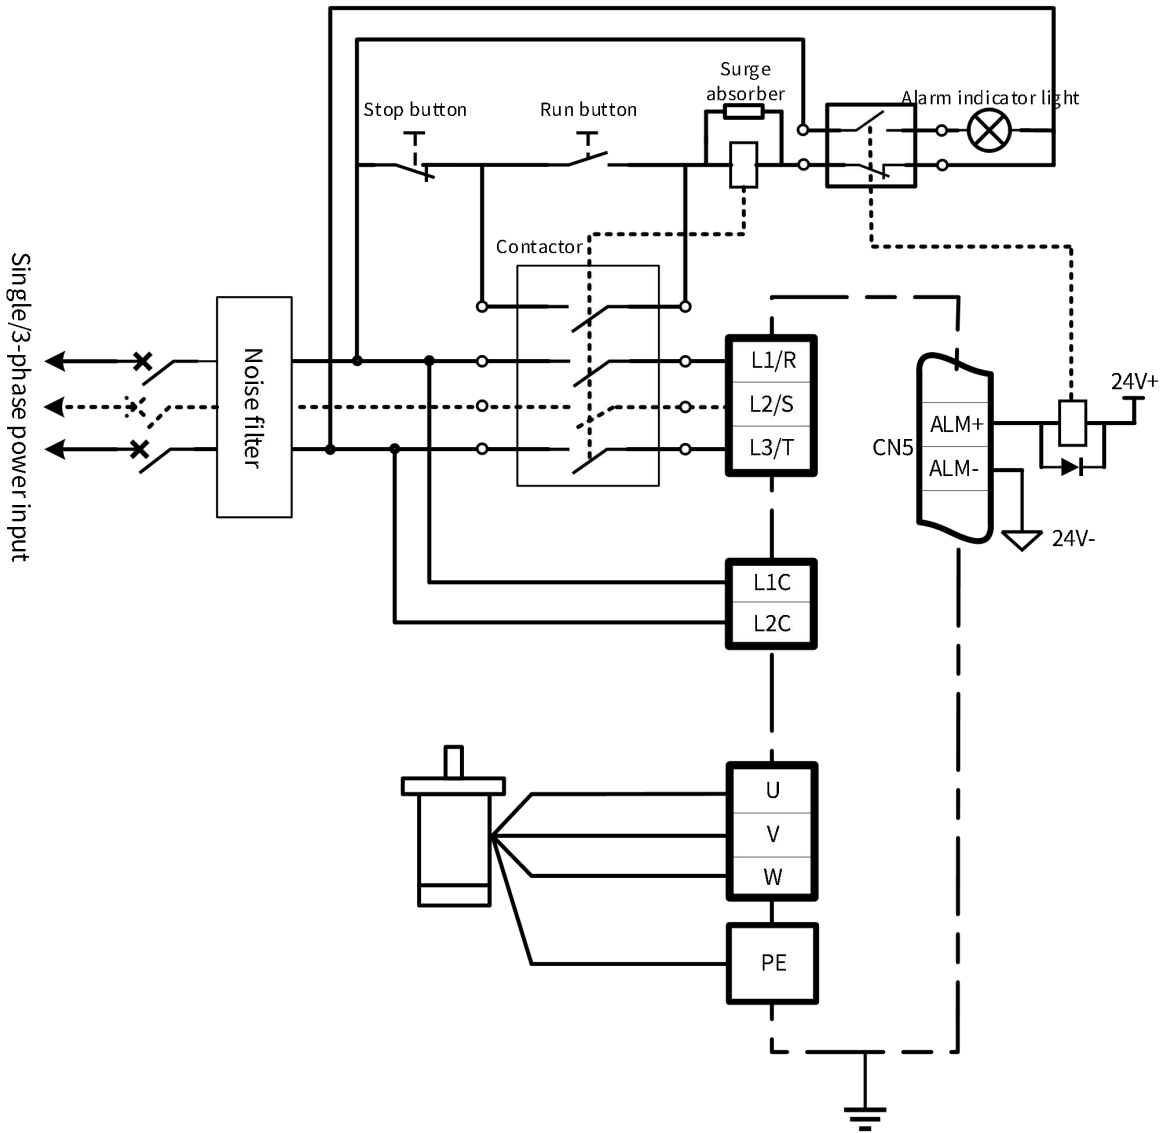 Surge
absorber
Alarm indicator light
Stop button
Run button
Contactor
Single/3-phase power input
Noise filter
L1/R
L2/S
L3/T
24V+
ALM+
CN5
ALM-
24V-
L1C
L2C
U
V
W
PE